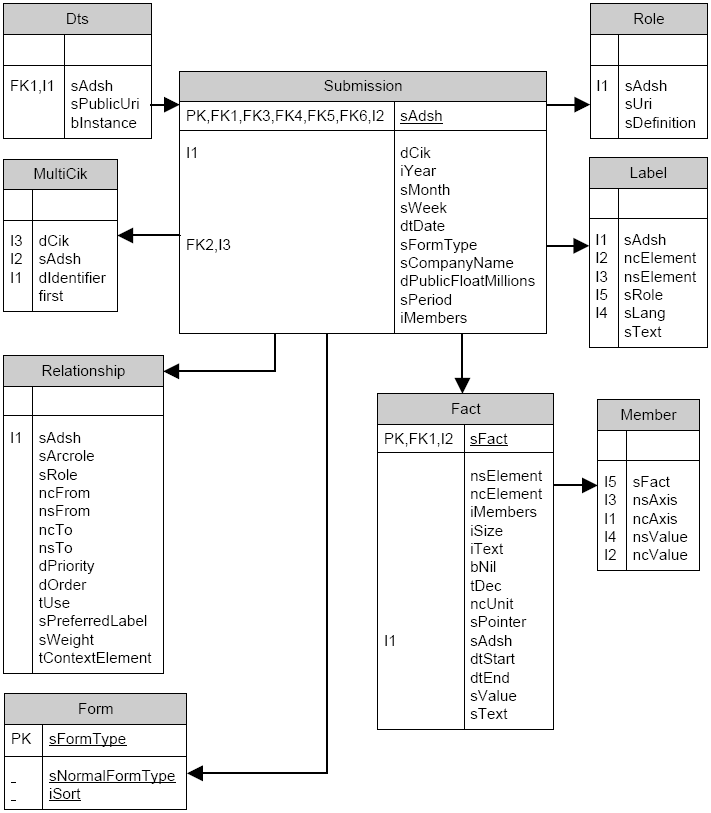 Dts
FK1,I1 sAdsh
sPublicUri
bInstance
Submission
PK,FK1,FK3,FK4,FK5,FK6,I2 sAdsh
I1 dCik
iYear
sMonth
sWeek
dtDate
FK2,I3 sFormType
sCompanyName
dPublicFloatMillions
sPeriod
iMembers
Role
I1 sAdsh
sUri
sDefinition
MultiCik
I3 dCik
I2 sAdsh
I1 dIdentifier
first
Label
I1 sAdsh
I2 ncElement
I3 nsElement
I5 sRole
I4 sLang
sText
Relationship
I1 sAdsh
sArcrole
sRole
ncFrom
nsFrom
ncTo
nsTo
dPriority
dOrder
tUse
sPreferredLabel
sWeight
tContextElement
Fact
PK,FK1,I2 sFact
nsElement
ncElement
iMembers
iSize
iText
bNil
tDec
ncUnit
sPointer
I1 sAdsh
dtStart
dtEnd
sValue
sText
Member
I5 sFact
I3 nsAxis
I1 ncAxis
I4 nsValue
I2 ncValue
Form
PK sFormType
_ sNormalFormType
_ iSort